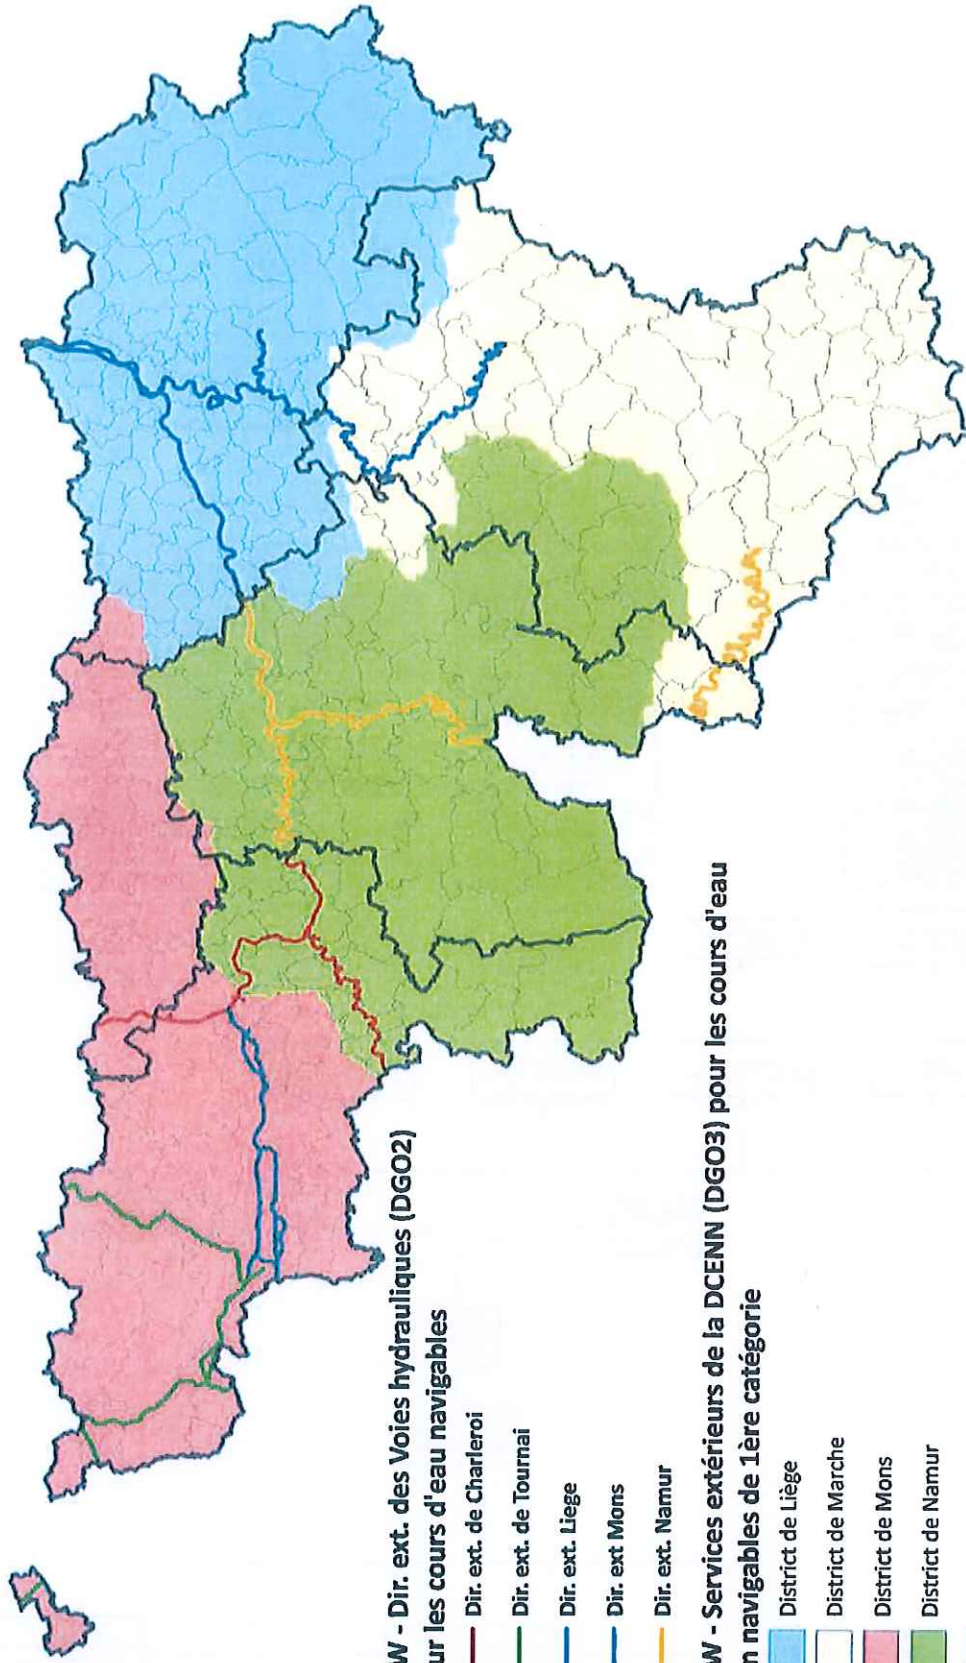 W - Dir. ext. des Voies hydrauliques (DGO2)
ur les cours d'eau navigables
Dir. ext. de Charleroi
Dir. ext. de Tournai
Dir. ext. Liege
Dir. ext Mons
Dir. ext. Namur
W - Services extérieurs de la DCENN (DGO3) pour les cours d'eau
n navigables de 1ère catégorie
District de Liège
District de Marche
District de Mons
District de Namur